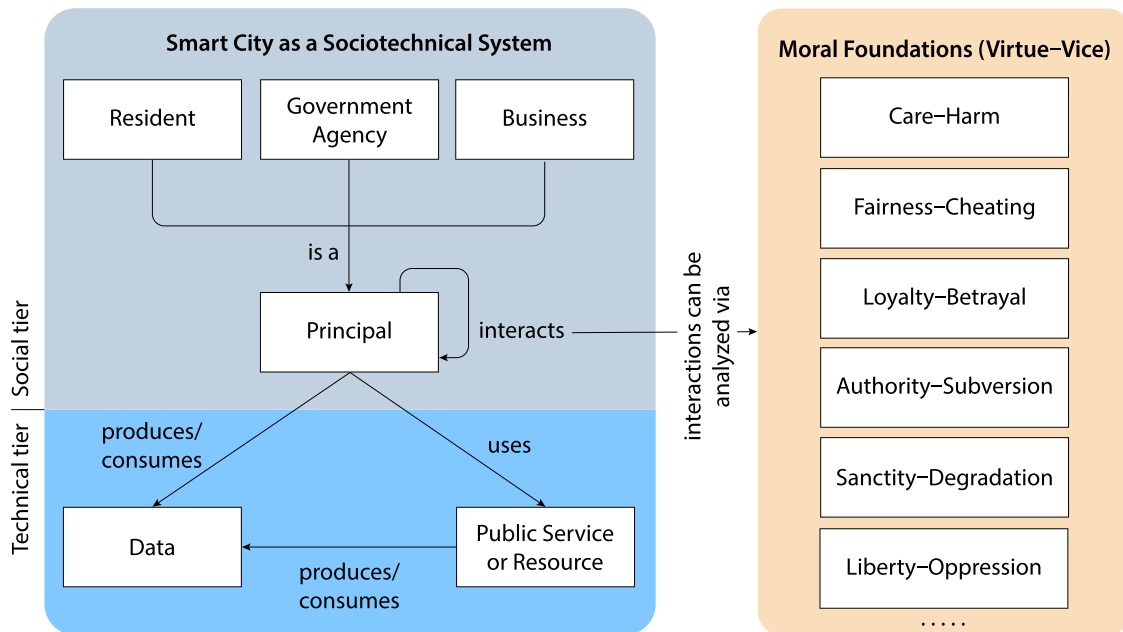 Smart City as a Sociotechnical System
Resident
Government
Agency
Business
is a
Principal
interacts
Social tier
Technical tier
produces/
consumes
uses
Data
Public Service
or Resource
produces/
consumes
interactions can be
analyzed via
Moral Foundations (Virtue–Vice)
Care–Harm
Fairness–Cheating
Loyalty–Betrayal
Authority–Subversion
Sanctity–Degradation
Liberty–Oppression
.....